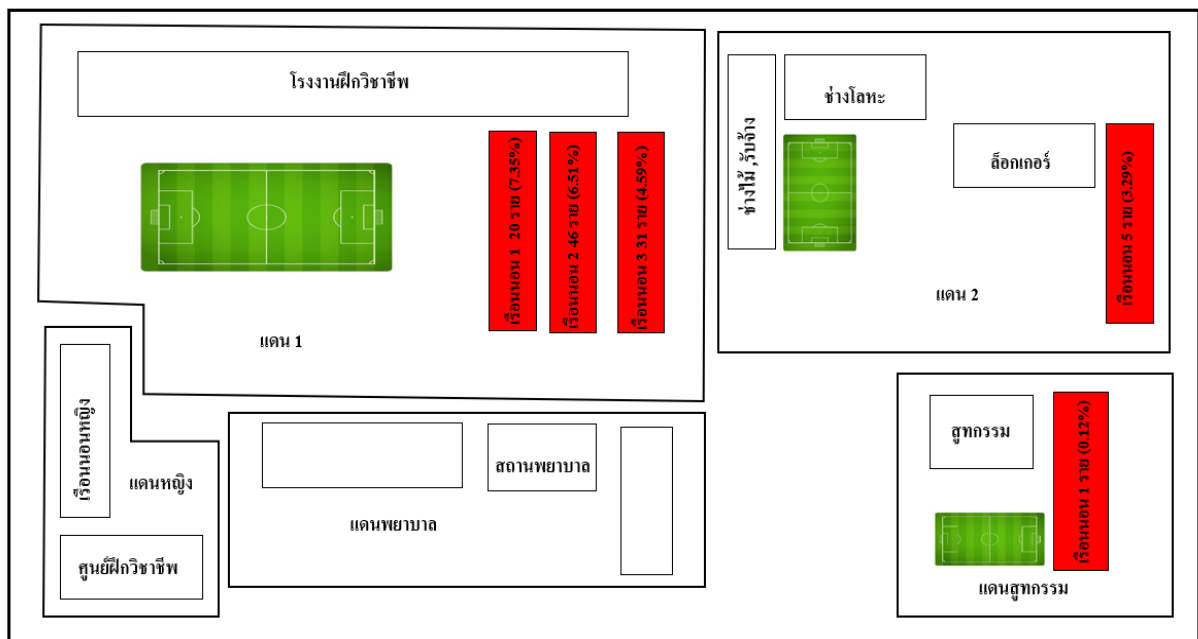 โรงงานฝึกวิชาชีพ
เรือนนอน 1 20 ราย (7.35%)
เรือนนอน 2 46 ราย (6.51%)
เรือนนอน 3 31 ราย (4.59%)
แดน 1
ช่างไม้ ,รับจ้าง
ช่างโลหะ
ล็อกเกอร์
เรือนนอน 5 ราย (3.29%)
แดน 2
เรือนนอนหญิง
แดนหญิง
ศูนย์ฝึกวิชาชีพ
สถานพยาบาล
แดนพยาบาล
สูทกรรม
เรือนนอน 1 ราย (0.12%)
แดนสูทกรรม